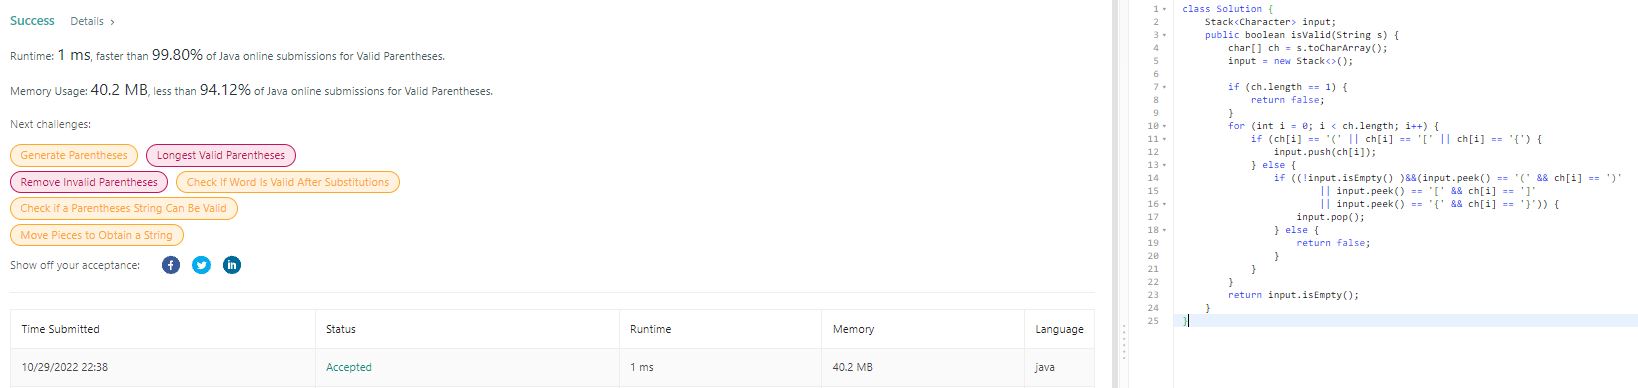 Success Details >
Runtime: 1 ms, faster than 99.80% of Java online submissions for Valid Parentheses.
Memory Usage: 40.2 MB, less than 94.12% of Java online submissions for Valid Parentheses.
Next challenges:
Generate Parentheses Longest Valid Parentheses
Remove Invalid Parentheses Check If Word Is Valid After Substitutions
Check if a Parentheses String Can Be Valid
Move Pieces to Obtain a String
Show off your acceptance: f in
Time Submitted Status Runtime Memory Language
10/29/2022 22:38 Accepted 1 ms 40.2 MB java
1 class Solution {
2 Stack<Character> input;
3 public boolean isValid(String s) {
4 char[] ch = s.toCharArray();
5 input = new Stack<>();
6
7 if (ch.length == 1) {
8 return false;
9 }
10 for (int i = 0; i < ch.length; i++) {
11 if (ch[i] == '(' || ch[i] == '[' || ch[i] == '{') {
12 input.push(ch[i]);
13 } else {
14 if ((!input.isEmpty() )&&(input.peek() == '(' && ch[i] == ')'
15 || input.peek() == '[' && ch[i] == ']'
16 || input.peek() == '{' && ch[i] == '}')) {
17 input.pop();
18 } else {
19 return false;
20 }
21 }
22 }
23 return input.isEmpty();
24 }
25 }